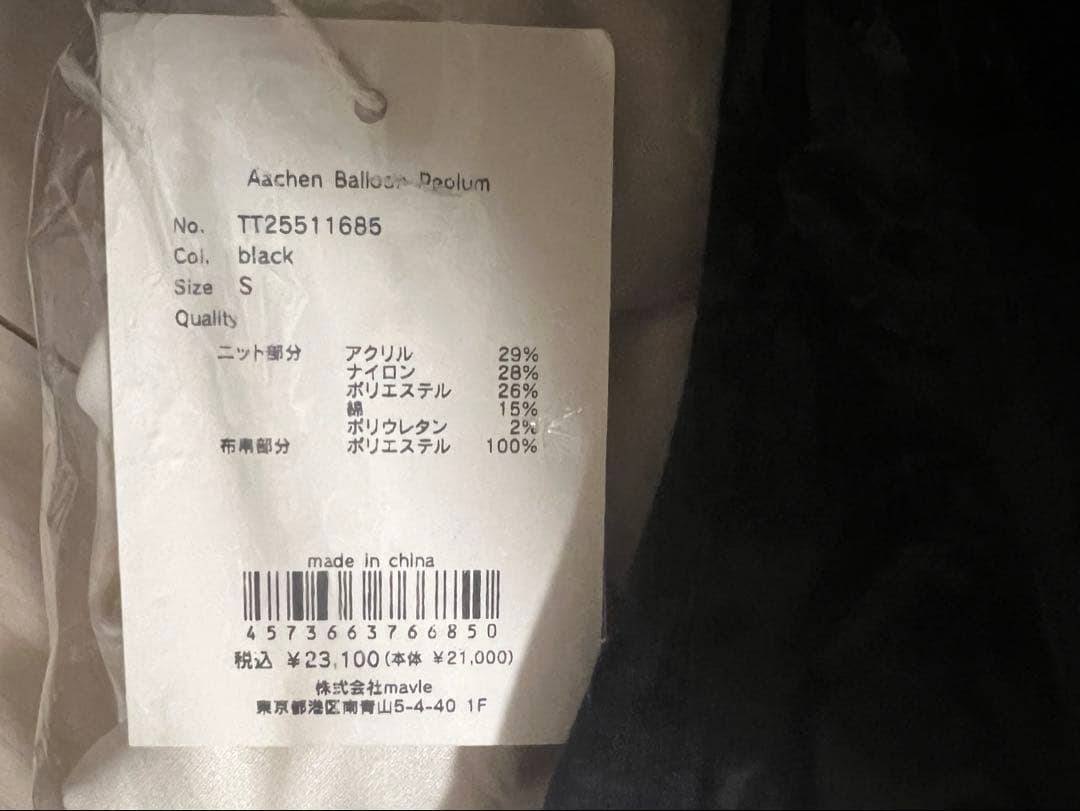 Aachen Balloon Peplum
No. TT25511685
Col. black
Size S
Quality
ニット部分 アクリル 29%
ナイロン 28%
ポリエステル 26%
綿 15%
ポリウレタン 2%
布帛部分 ポリエステル 100%
made in china
4573663766850
税込 ¥23,100(本体 ¥21,000)
株式会社mavle
東京都港区南青山5-4-40 1F